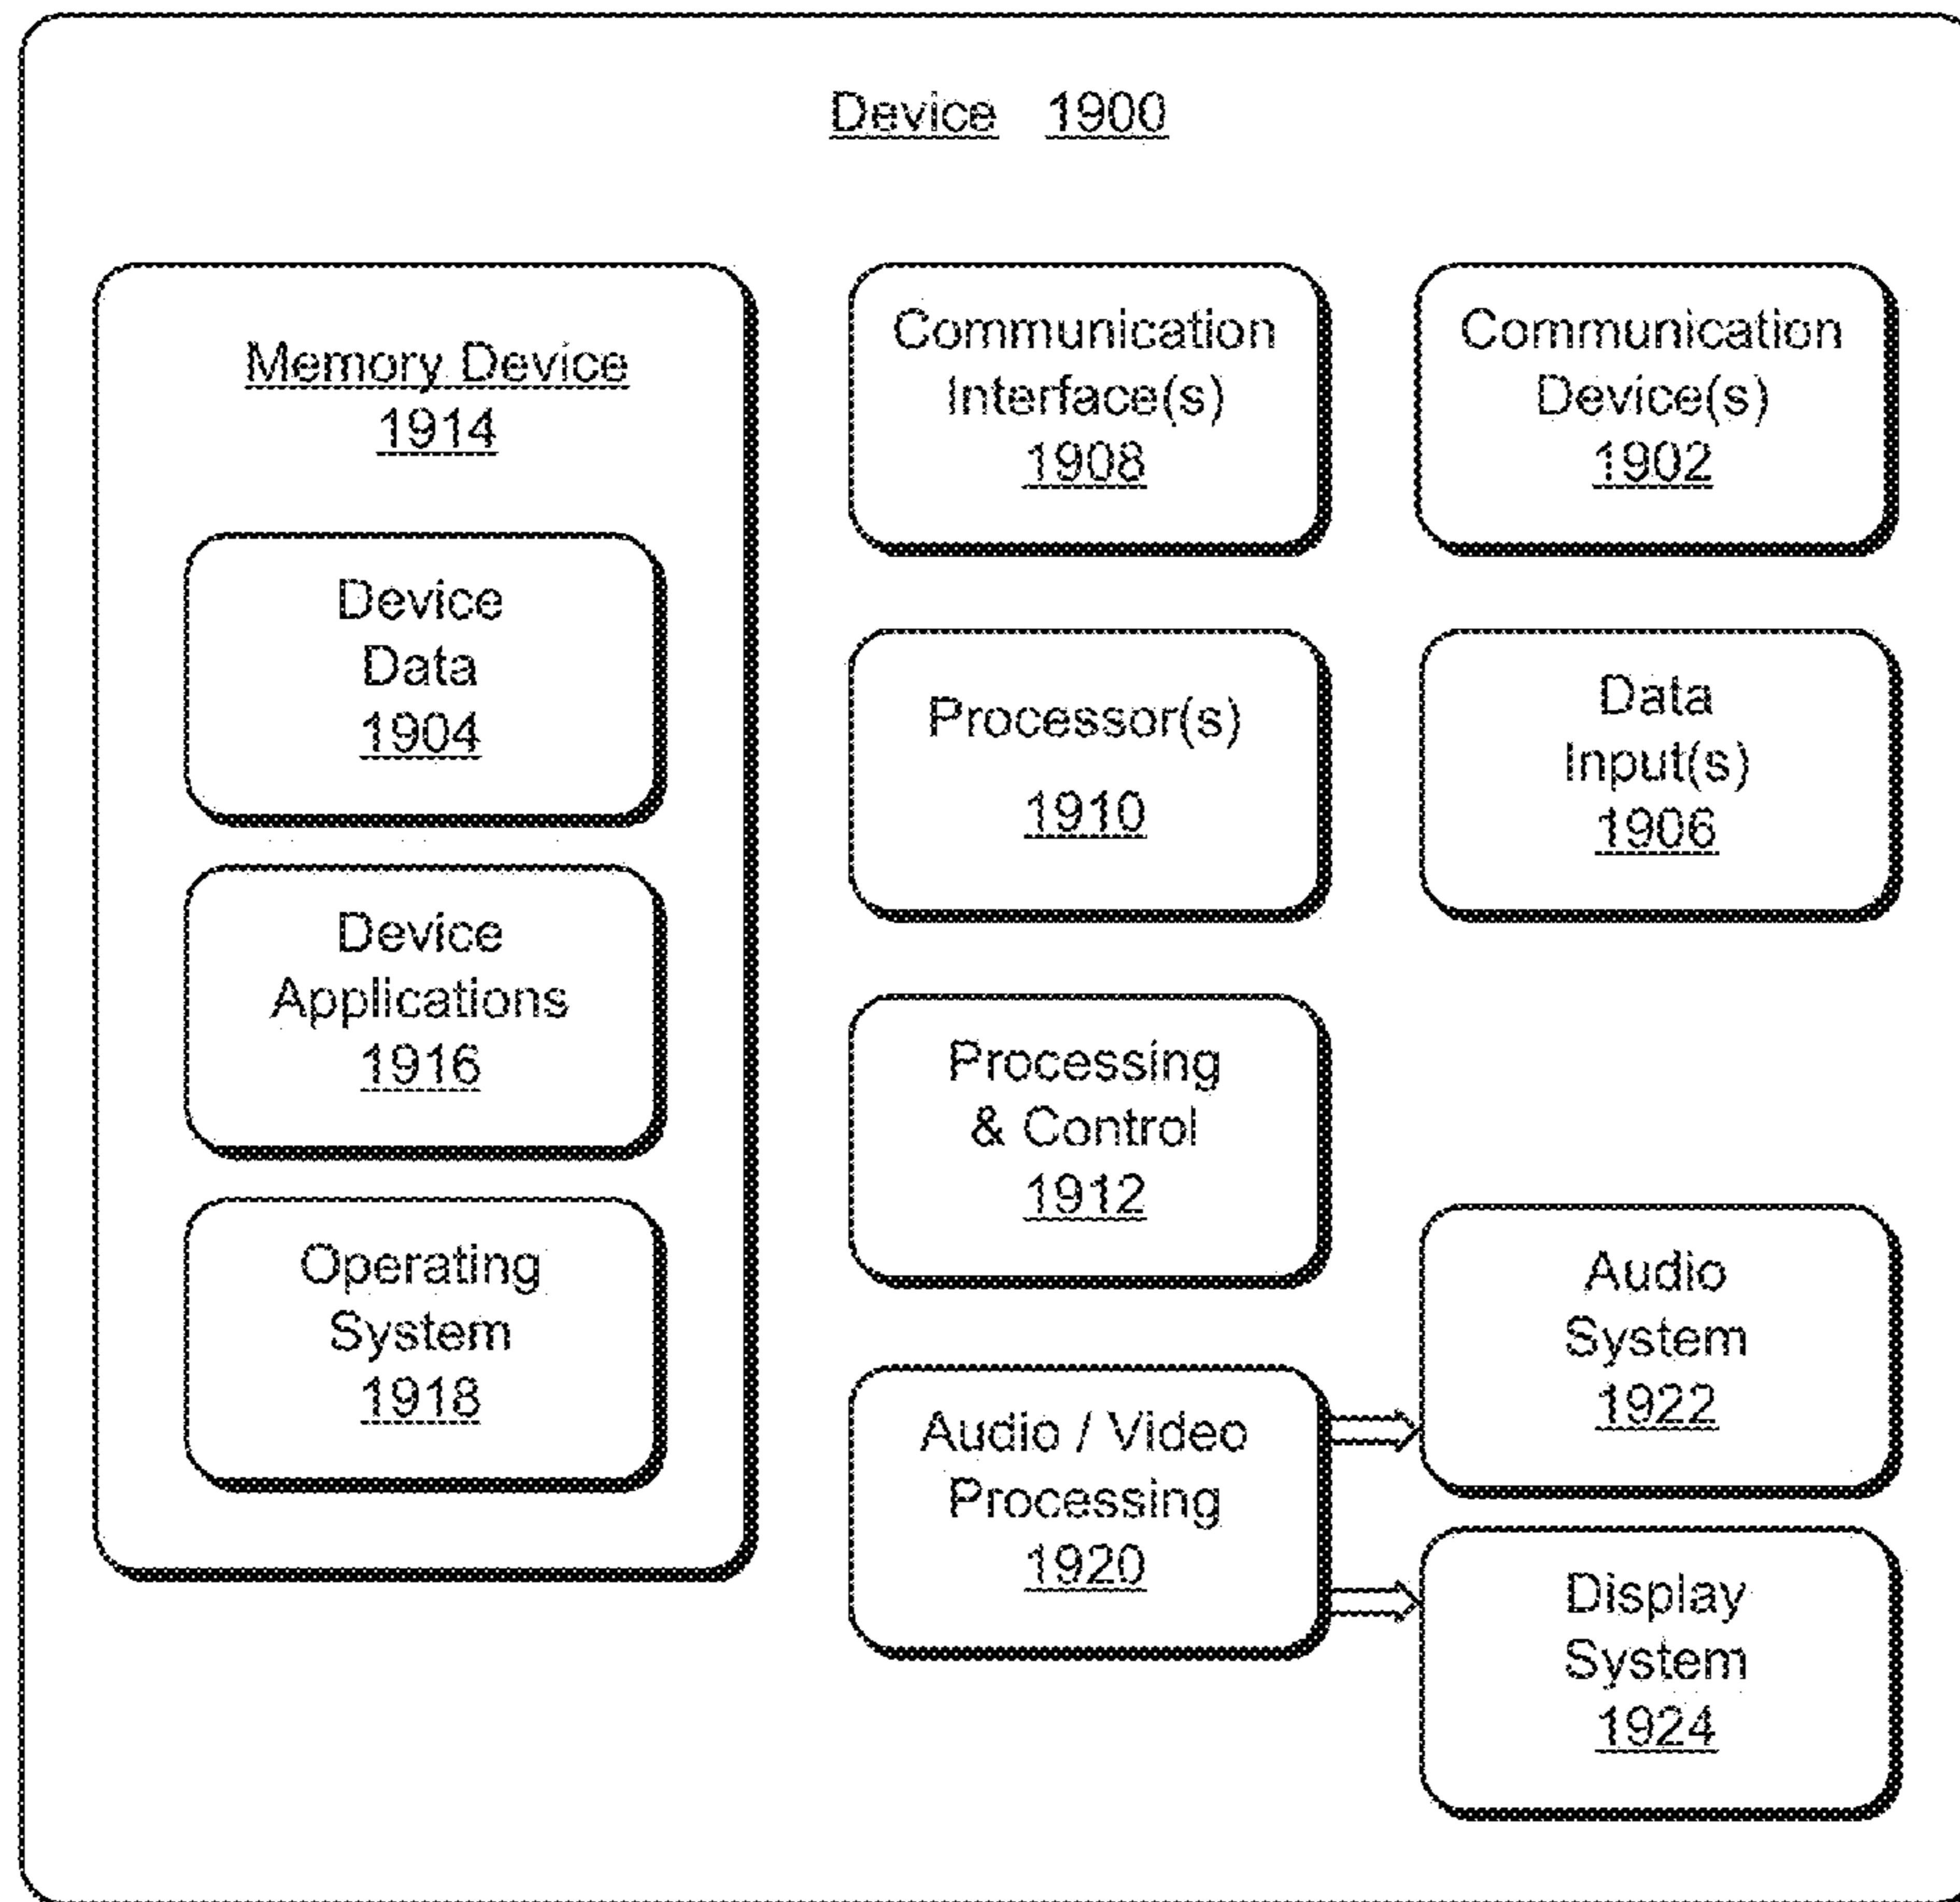 Device 1900
Memory Device
1914
Device
Data
1904
Device
Applications
1916
Operating
System
1918
Communication
Interface(s)
1908
Processor(s)
1910
Processing
& Control
1912
Audio / Video
Processing
1920
Communication
Device(s)
1902
Data
Input(s)
1906
Audio
System
1922
Display
System
1924